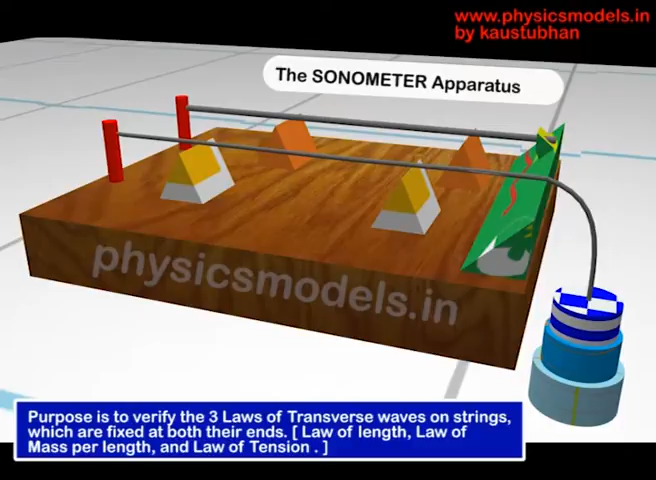 www.physicsmodels.in
by kaustubhan
The SONOMETER Apparatus
physicsmodels.in
Purpose is to verify the 3 Laws of Transverse waves on strings,
which are fixed at both their ends. [ Law of length, Law of
Mass per length, and Law of Tension . ]